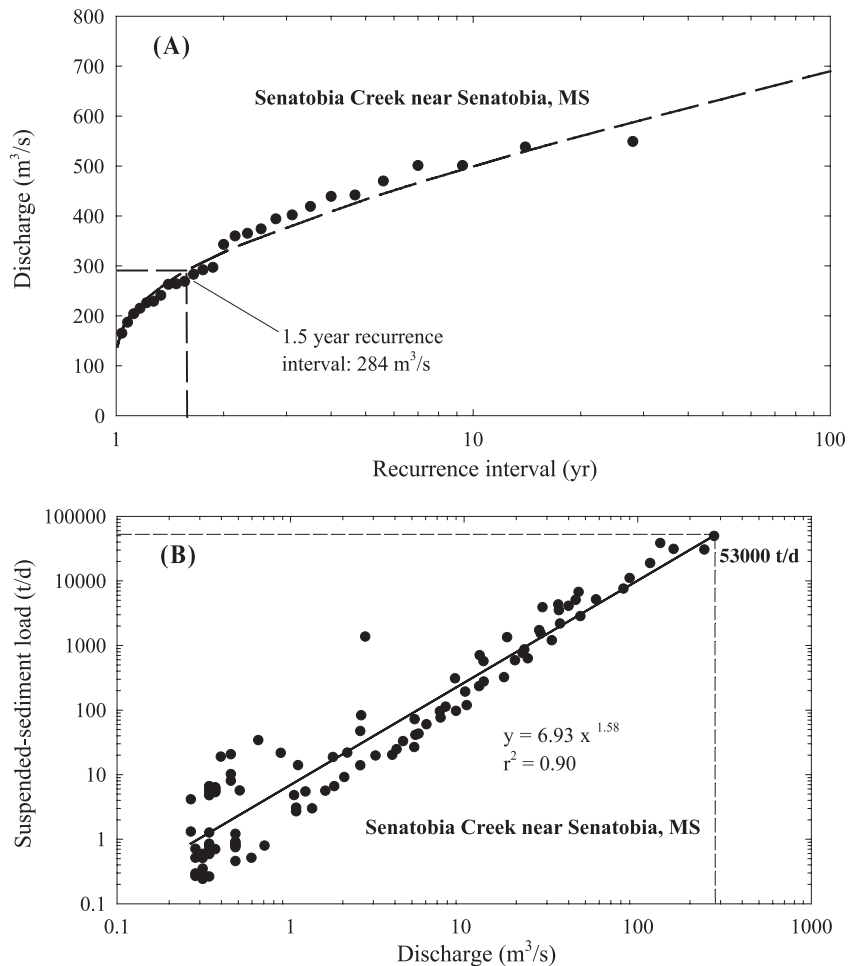 (A)
Senatobia Creek near Senatobia, MS
800
700
600
500
400
300
200
100
0
Discharge (m³/s)
1.5 year recurrence
interval: 284 m³/s
1
10
100
Recurrence interval (yr)
(B)
100000
10000
1000
100
10
1
0.1
Suspended-sediment load (t/d)
53000 t/d
y = 6.93 x ^1.58
r² = 0.90
Senatobia Creek near Senatobia, MS
0.1
1
10
100
1000
Discharge (m³/s)